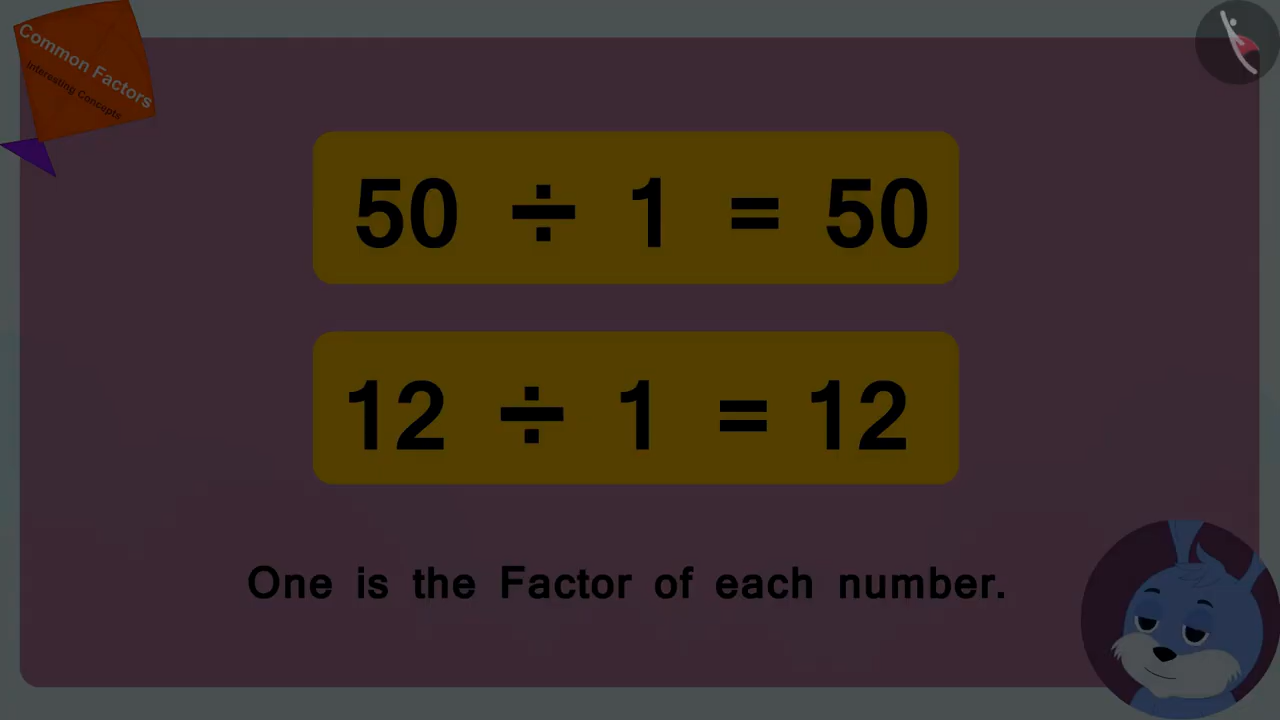 Common Factors
Interesting Concepts
50 ÷ 1 = 50
12 ÷ 1 = 12
One is the Factor of each number.